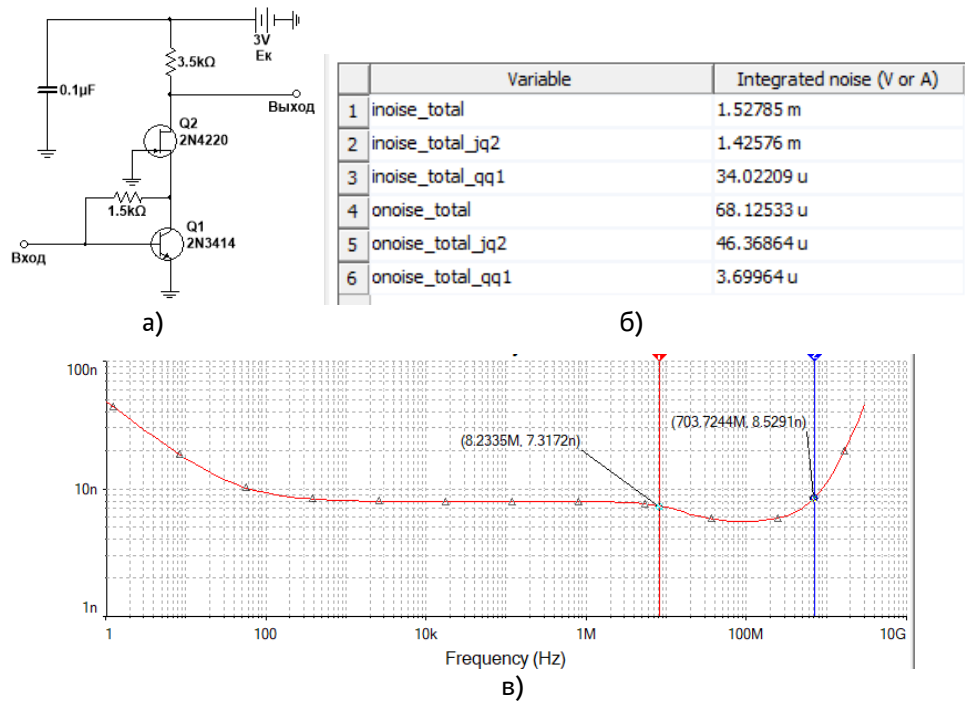 3V
Eк
3.5kΩ
0.1μF
Выход
Q2
2N4220
1.5kΩ
Q1
2N3414
Вход
а)
Variable Integrated noise (V or A)
1 inoise_total 1.52785 m
2 inoise_total_jq2 1.42576 m
3 inoise_total_qq1 34.02209 u
4 onoise_total 68.12533 u
5 onoise_total_jq2 46.36864 u
6 onoise_total_qq1 3.69964 u
б)
100n
(703.7244M, 8.5291n)
(8.2335M, 7.3172n)
10n
1n
1 100 10k 1M 100M 10G
Frequency (Hz)
в)